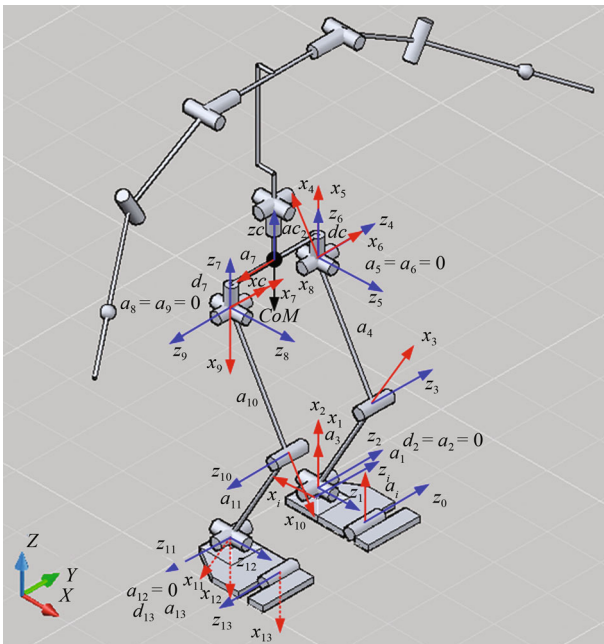 x₄ x₅
zc ac₂ z₆ dc z₄
z₇ a₇ x₆
a₅ = a₆ = 0
d₇ xc x₈
x₇ z₅
a₈ = a₉ = 0
CoM
a₄
z₉ z₈ x₃
x₉
z₃
a₁₀
x₂ x₁
a₃ z₂ d₂ = a₂ = 0
z₁₀ a₁
zᵢ
a₁₁ xᵢ z₁ aᵢ z₀
x₁₀
z₁₁ z₁₂
x₁₁
a₁₂ = 0 x₁₂
d₁₃ a₁₃
z₁₃
x₁₃
Z
Y
X